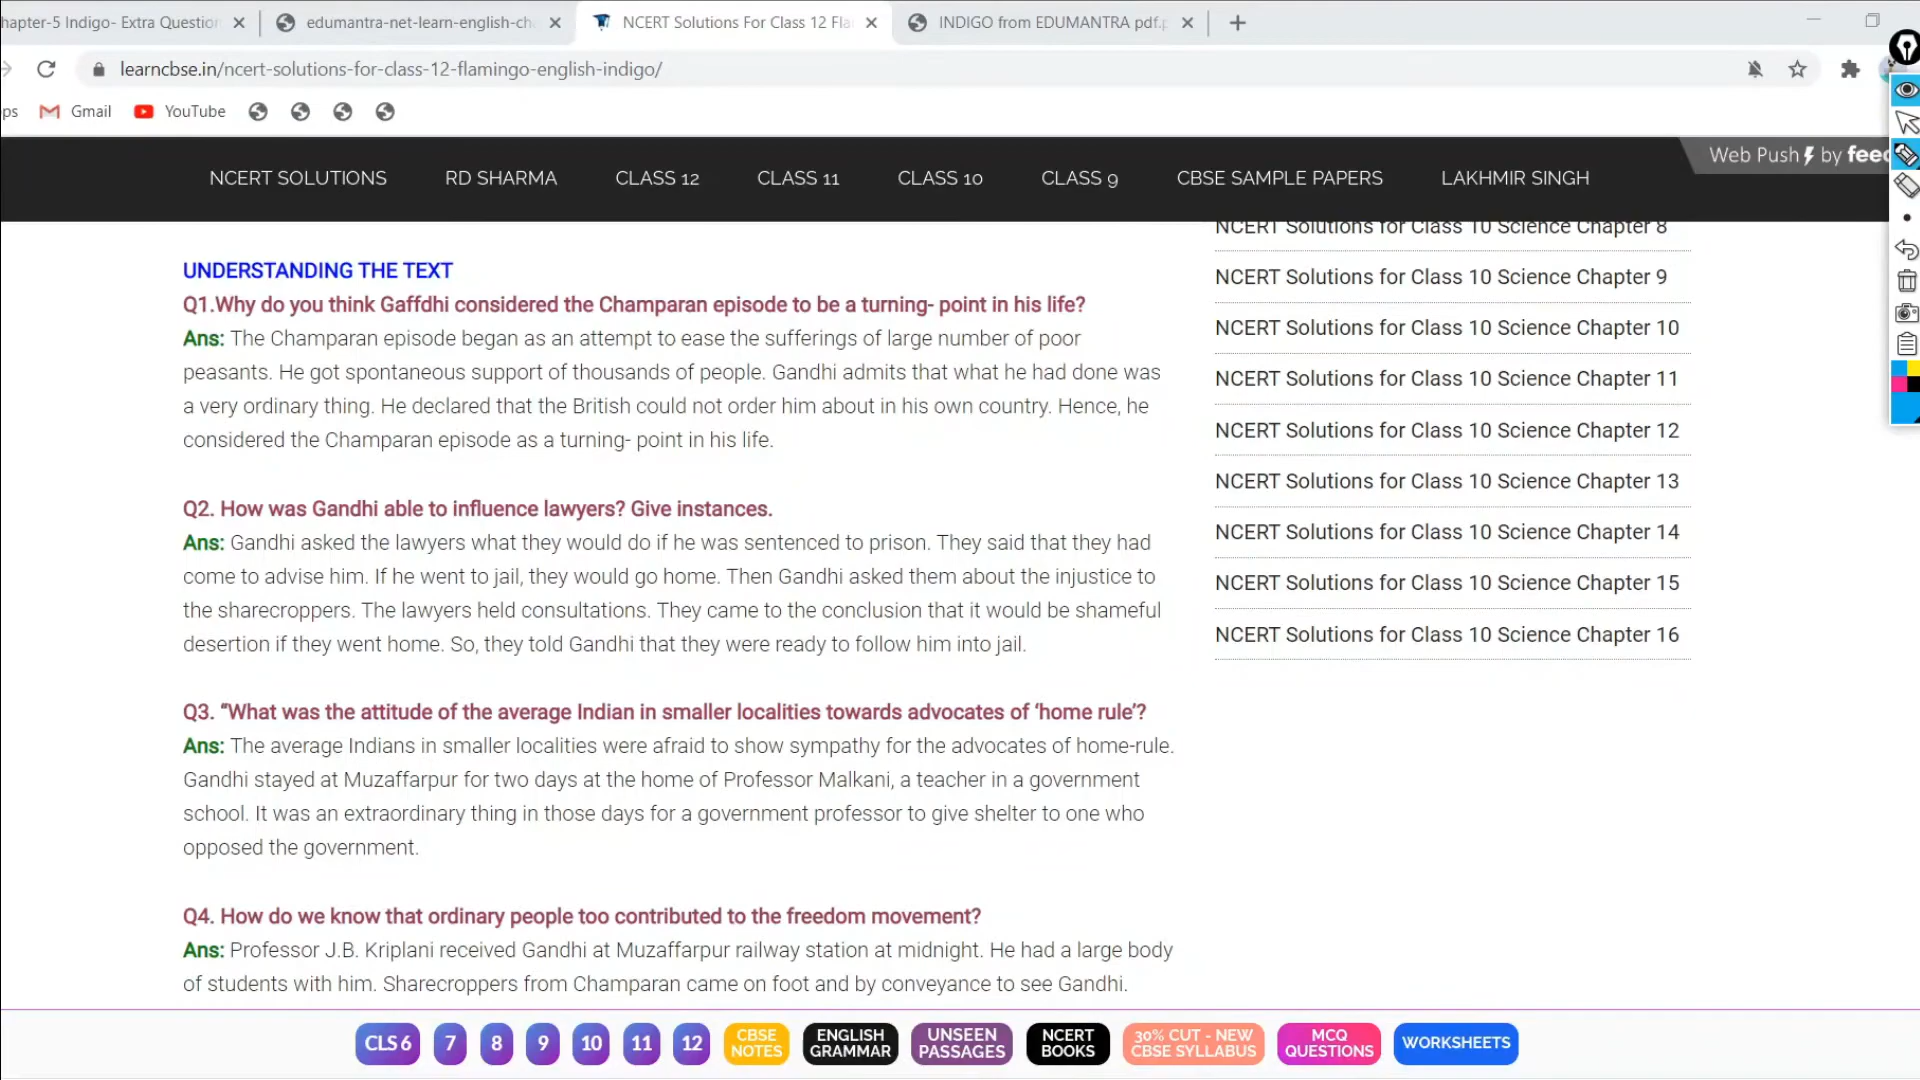 hapter-5 Indigo- Extra Question
edumantra-net-learn-english-ch
NCERT Solutions For Class 12 Fla
INDIGO from EDUMANTRA pdf.p
learncbse.in/ncert-solutions-for-class-12-flamingo-english-indigo/
ps
Gmail
YouTube
NCERT SOLUTIONS
RD SHARMA
CLASS 12
CLASS 11
CLASS 10
CLASS 9
CBSE SAMPLE PAPERS
LAKHMIR SINGH
Web Push by feed
UNDERSTANDING THE TEXT
Q1.Why do you think Gaffdhi considered the Champaran episode to be a turning- point in his life?
Ans: The Champaran episode began as an attempt to ease the sufferings of large number of poor
peasants. He got spontaneous support of thousands of people. Gandhi admits that what he had done was
a very ordinary thing. He declared that the British could not order him about in his own country. Hence, he
considered the Champaran episode as a turning- point in his life.
Q2. How was Gandhi able to influence lawyers? Give instances.
Ans: Gandhi asked the lawyers what they would do if he was sentenced to prison. They said that they had
come to advise him. If he went to jail, they would go home. Then Gandhi asked them about the injustice to
the sharecroppers. The lawyers held consultations. They came to the conclusion that it would be shameful
desertion if they went home. So, they told Gandhi that they were ready to follow him into jail.
Q3. “What was the attitude of the average Indian in smaller localities towards advocates of ‘home rule’?
Ans: The average Indians in smaller localities were afraid to show sympathy for the advocates of home-rule.
Gandhi stayed at Muzaffarpur for two days at the home of Professor Malkani, a teacher in a government
school. It was an extraordinary thing in those days for a government professor to give shelter to one who
opposed the government.
Q4. How do we know that ordinary people too contributed to the freedom movement?
Ans: Professor J.B. Kriplani received Gandhi at Muzaffarpur railway station at midnight. He had a large body
of students with him. Sharecroppers from Champaran came on foot and by conveyance to see Gandhi.
NCERT Solutions for Class 10 Science Chapter 8
NCERT Solutions for Class 10 Science Chapter 9
NCERT Solutions for Class 10 Science Chapter 10
NCERT Solutions for Class 10 Science Chapter 11
NCERT Solutions for Class 10 Science Chapter 12
NCERT Solutions for Class 10 Science Chapter 13
NCERT Solutions for Class 10 Science Chapter 14
NCERT Solutions for Class 10 Science Chapter 15
NCERT Solutions for Class 10 Science Chapter 16
CLS 6
7
8
9
10
11
12
CBSE
NOTES
ENGLISH
GRAMMAR
UNSEEN
PASSAGES
NCERT
BOOKS
30% CUT - NEW
CBSE SYLLABUS
MCQ
QUESTIONS
WORKSHEETS